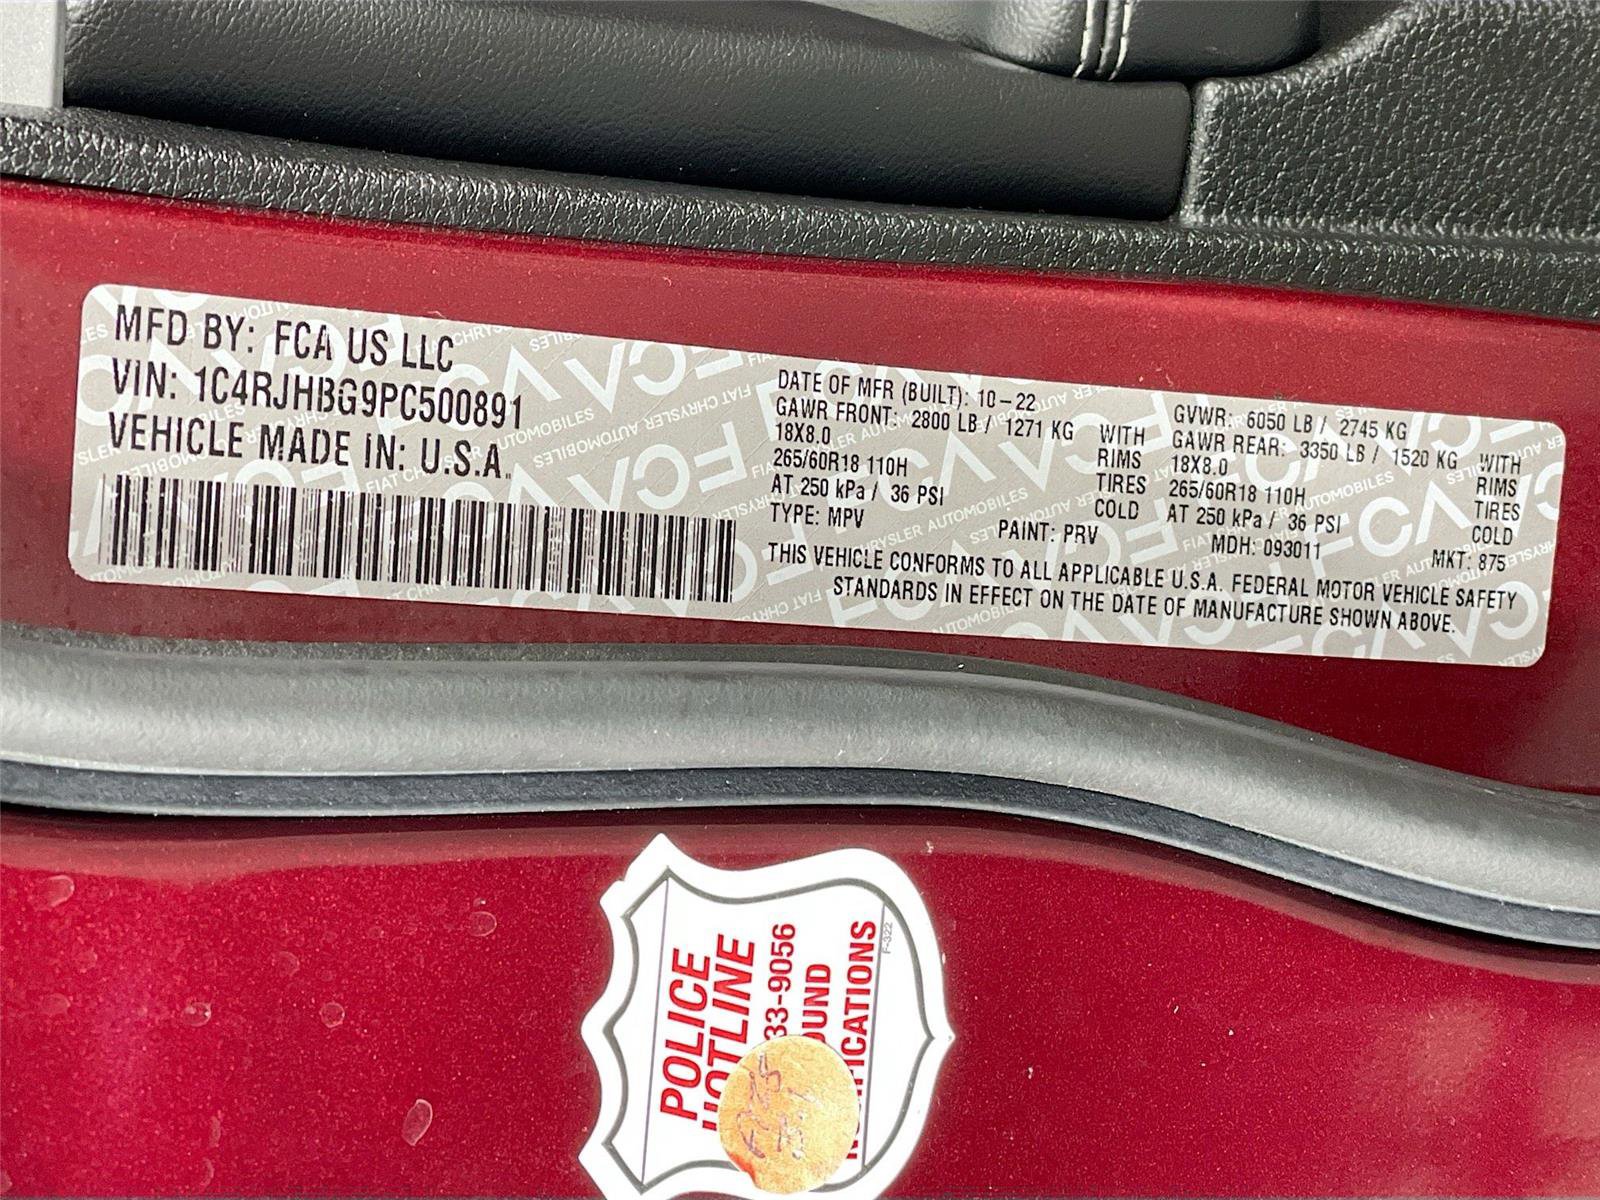 MFD BY: FCA US LLC
VIN: 1C4RJHBG9PC500891
VEHICLE MADE IN: U.S.A.
DATE OF MFR (BUILT): 10-22
GAWR FRONT: 2800 LB / 1271 KG WITH
18X8.0 RIMS
265/60R18 110H TIRES
AT 250 kPa / 36 PSI COLD
TYPE: MPV
PAINT: PRV
GVWR: 6050 LB / 2745 KG
GAWR REAR: 3350 LB / 1520 KG WITH
18X8.0 RIMS
265/60R18 110H TIRES
AT 250 kPa / 36 PSI COLD
MDH: 093011
MKT: 875
THIS VEHICLE CONFORMS TO ALL APPLICABLE U.S.A. FEDERAL MOTOR VEHICLE SAFETY
STANDARDS IN EFFECT ON THE DATE OF MANUFACTURE SHOWN ABOVE.
POLICE
HOTLINE
33-9056
OUND
NOTIFICATIONS
F-322